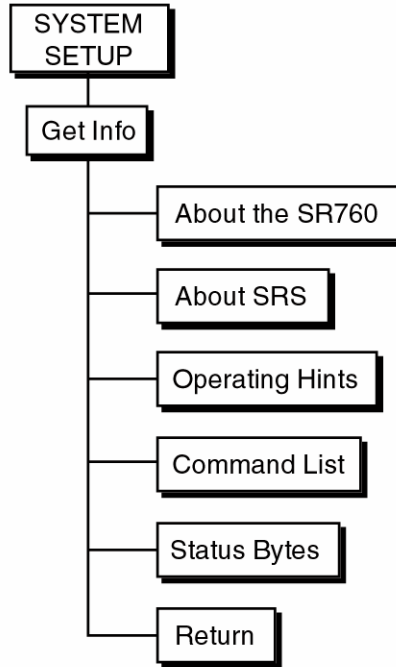 SYSTEM
SETUP
Get Info
About the SR760
About SRS
Operating Hints
Command List
Status Bytes
Return